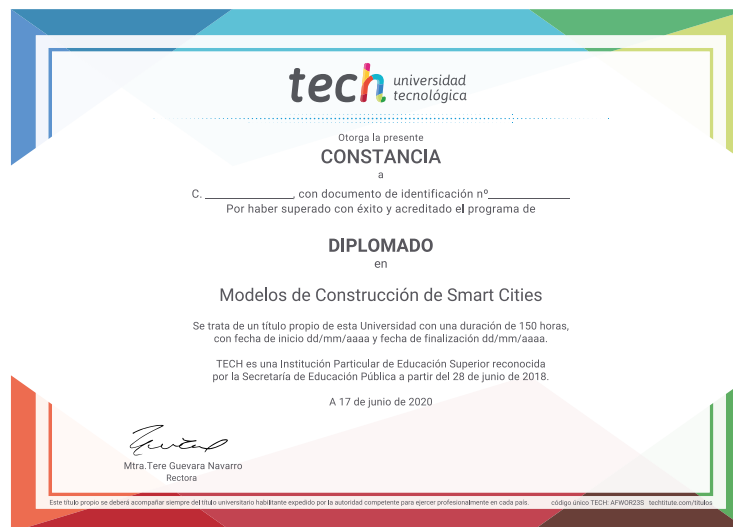 tech universidad
tecnológica
Otorga la presente
CONSTANCIA
a
C. ______________, con documento de identificación nº______________
Por haber superado con éxito y acreditado el programa de
DIPLOMADO
en
Modelos de Construcción de Smart Cities
Se trata de un título propio de esta Universidad con una duración de 150 horas,
con fecha de inicio dd/mm/aaaa y fecha de finalización dd/mm/aaaa.
TECH es una Institución Particular de Educación Superior reconocida
por la Secretaría de Educación Pública a partir del 28 de junio de 2018.
A 17 de junio de 2020
Mtra.Tere Guevara Navarro
Rectora
Este título propio se deberá acompañar siempre del título universitario habilitante expedido por la autoridad competente para ejercer profesionalmente en cada país. código único TECH: AFWOR23S techtitute.com/titulos